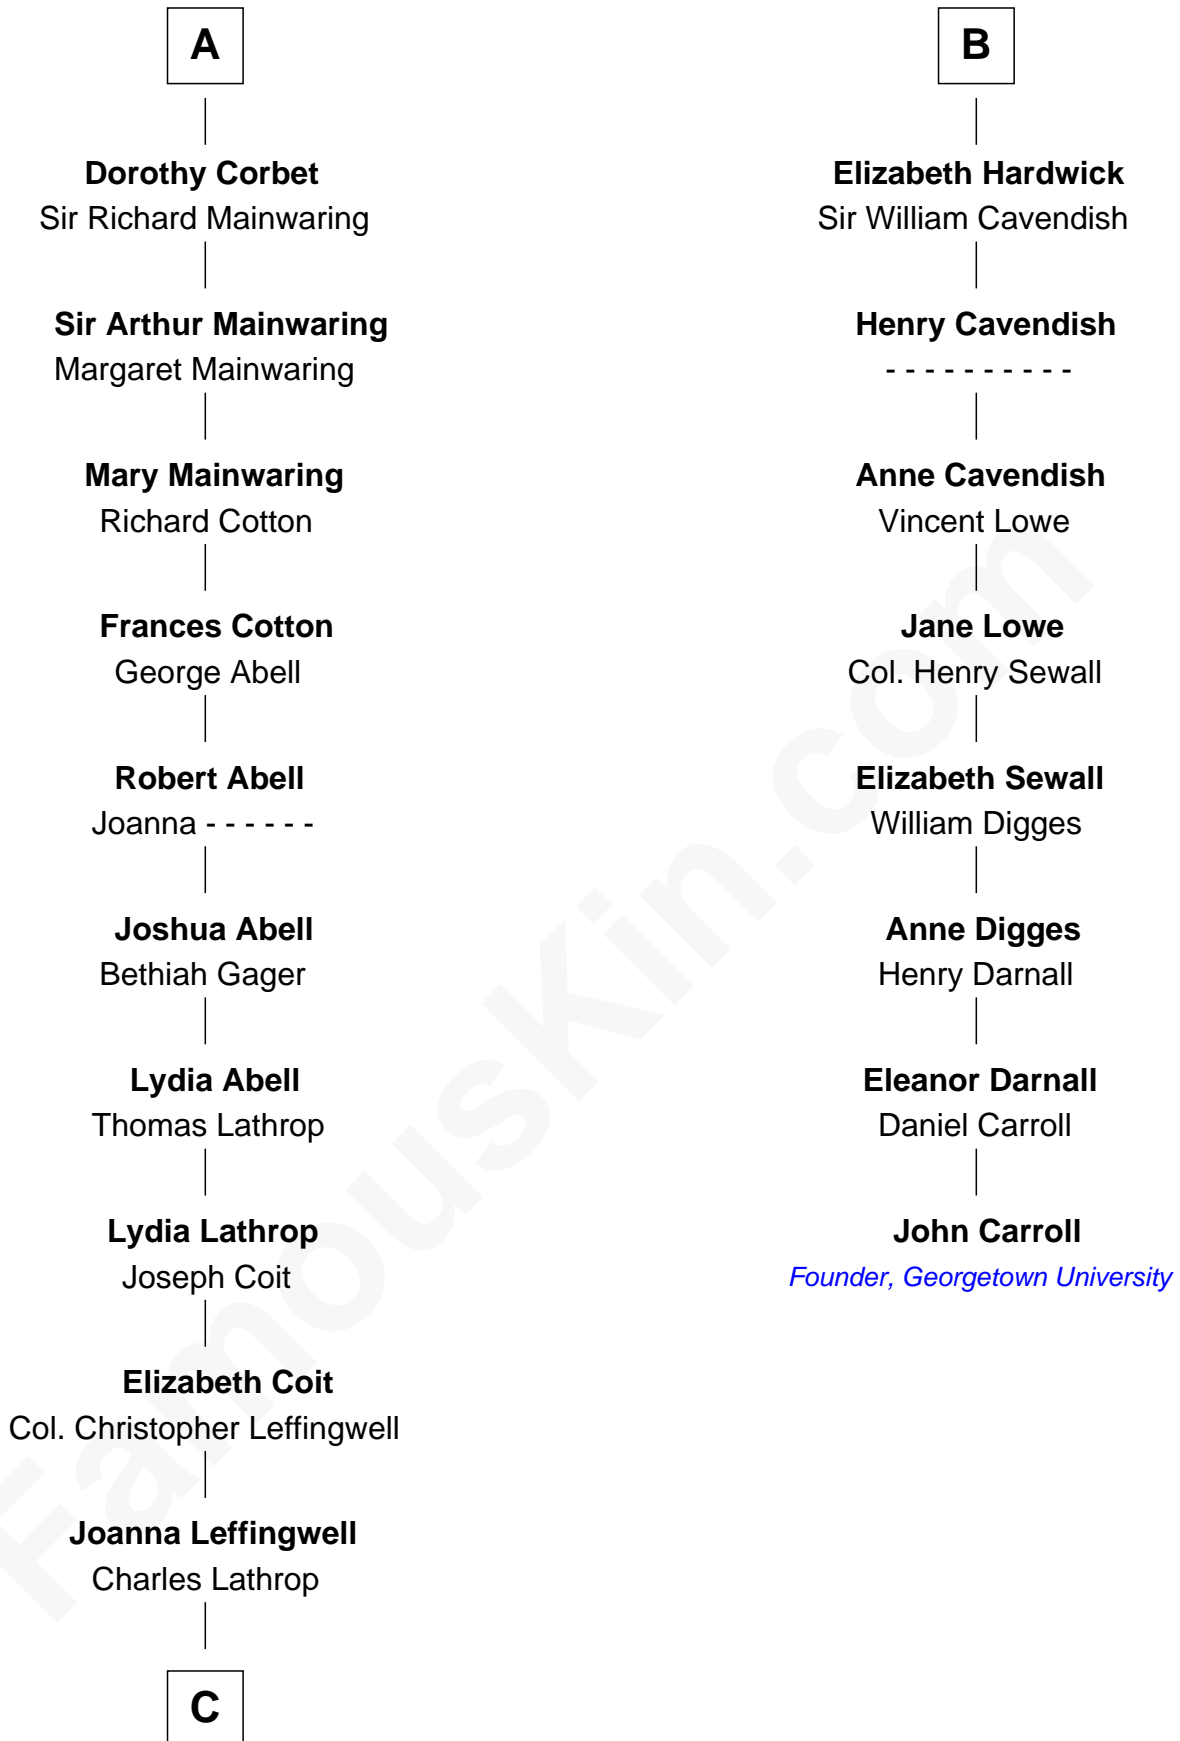 A
Dorothy Corbet
Sir Richard Mainwaring
Sir Arthur Mainwaring
Margaret Mainwaring
Mary Mainwaring
Richard Cotton
Frances Cotton
George Abell
Robert Abell
Joanna - - - - - -
Joshua Abell
Bethiah Gager
Lydia Abell
Thomas Lathrop
Lydia Lathrop
Joseph Coit
Elizabeth Coit
Col. Christopher Leffingwell
Joanna Leffingwell
Charles Lathrop
C
B
Elizabeth Hardwick
Sir William Cavendish
Henry Cavendish
- - - - - - - - - -
Anne Cavendish
Vincent Lowe
Jane Lowe
Col. Henry Sewall
Elizabeth Sewall
William Digges
Anne Digges
Henry Darnall
Eleanor Darnall
Daniel Carroll
John Carroll
Founder, Georgetown University
FamousKin.com